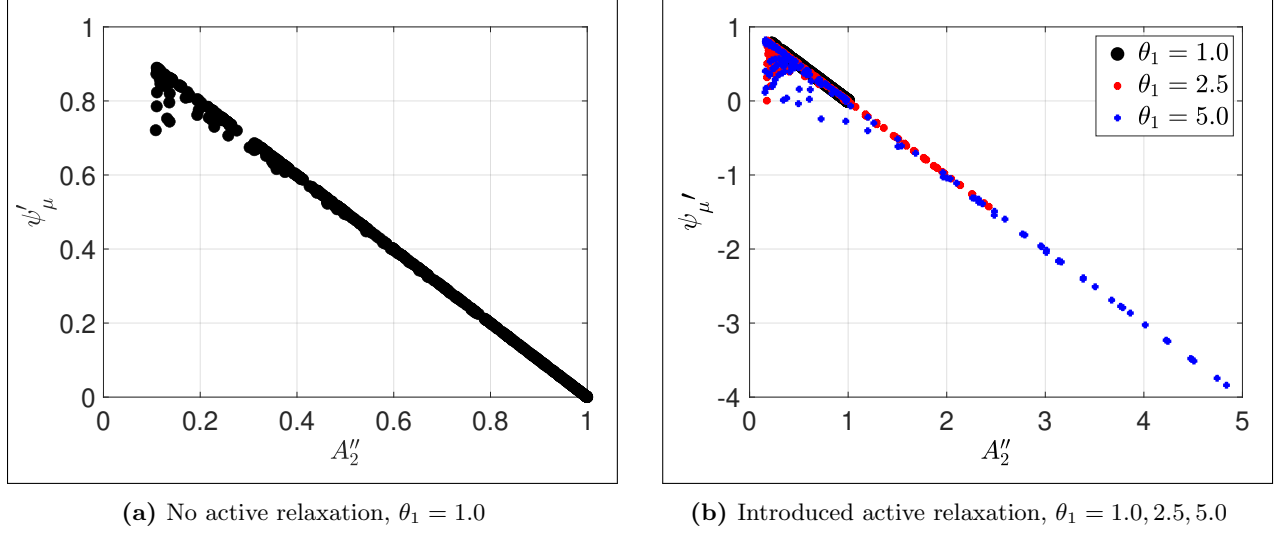 1
0.8
0.6
0.4
0.2
0
0
0.2
0.4
0.6
0.8
1
ψ′μ
A″2
(a) No active relaxation, θ1 = 1.0
1
0
-1
-2
-3
-4
0
1
2
3
4
5
ψμ′
A″2
θ1 = 1.0
θ1 = 2.5
θ1 = 5.0
(b) Introduced active relaxation, θ1 = 1.0, 2.5, 5.0